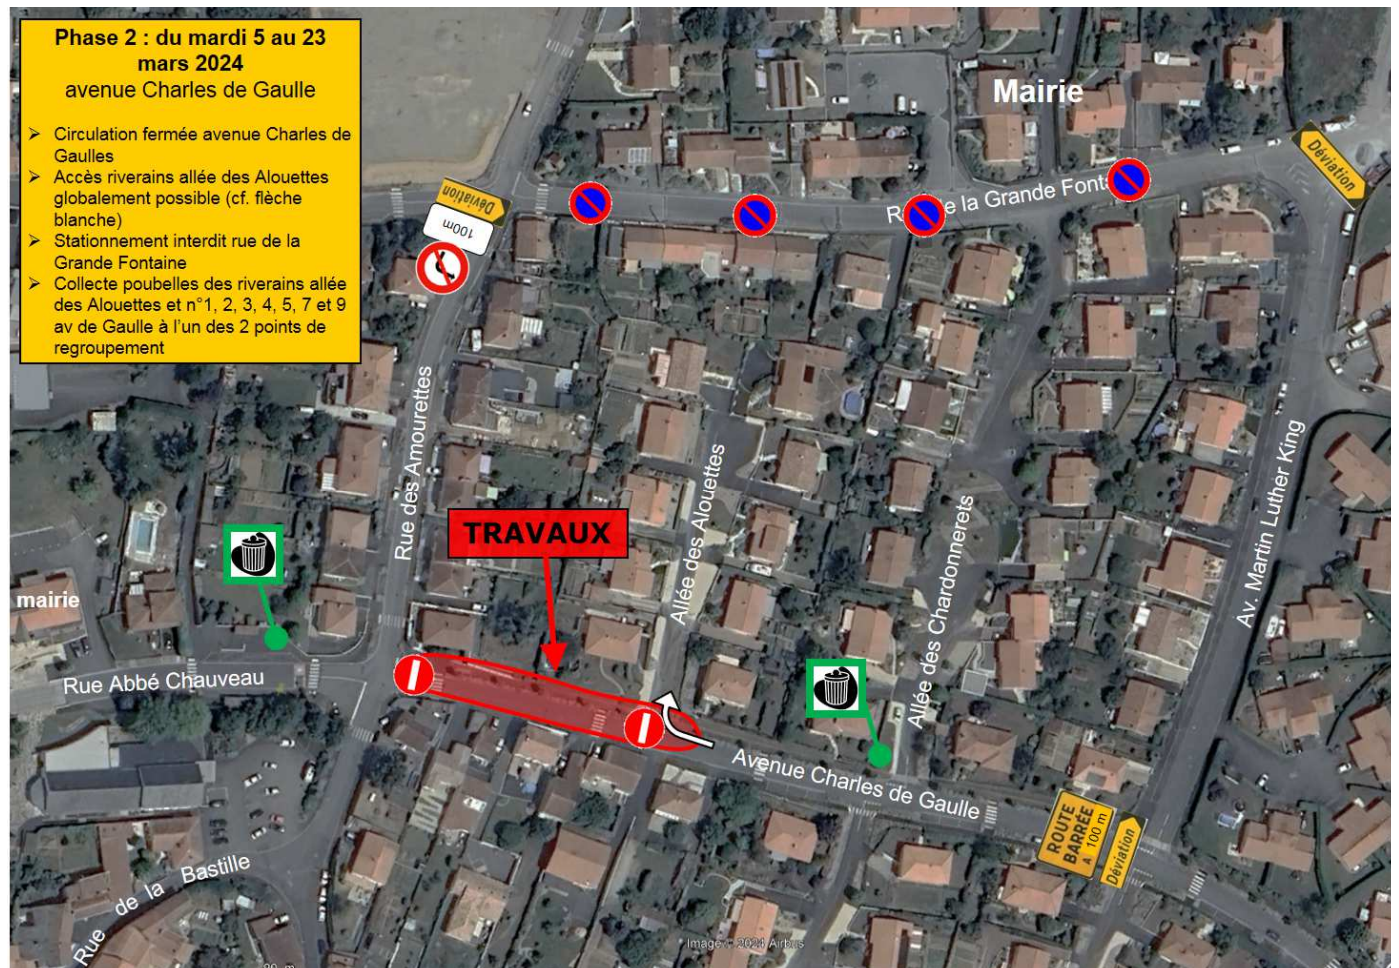 Phase 2 : du mardi 5 au 23
mars 2024
avenue Charles de Gaulle
➢ Circulation fermée avenue Charles de
Gaulles
➢ Accès riverains allée des Alouettes
globalement possible (cf. flèche
blanche)
➢ Stationnement interdit rue de la
Grande Fontaine
➢ Collecte poubelles des riverains allée
des Alouettes et n°1, 2, 3, 4, 5, 7 et 9
av de Gaulle à l'un des 2 points de
regroupement
Mairie
Déviation
Déviation
100m
la Grande
Rue des Amourettes
Allée des Alouettes
Allée des Chardonnerets
Av. Martin Luther King
TRAVAUX
mairie
Rue Abbé Chauveau
Avenue Charles de Gaulle
ROUTE
BARRÉE
A 100 m
Déviation
Rue de la Bastille
Image © 2024 Airbus